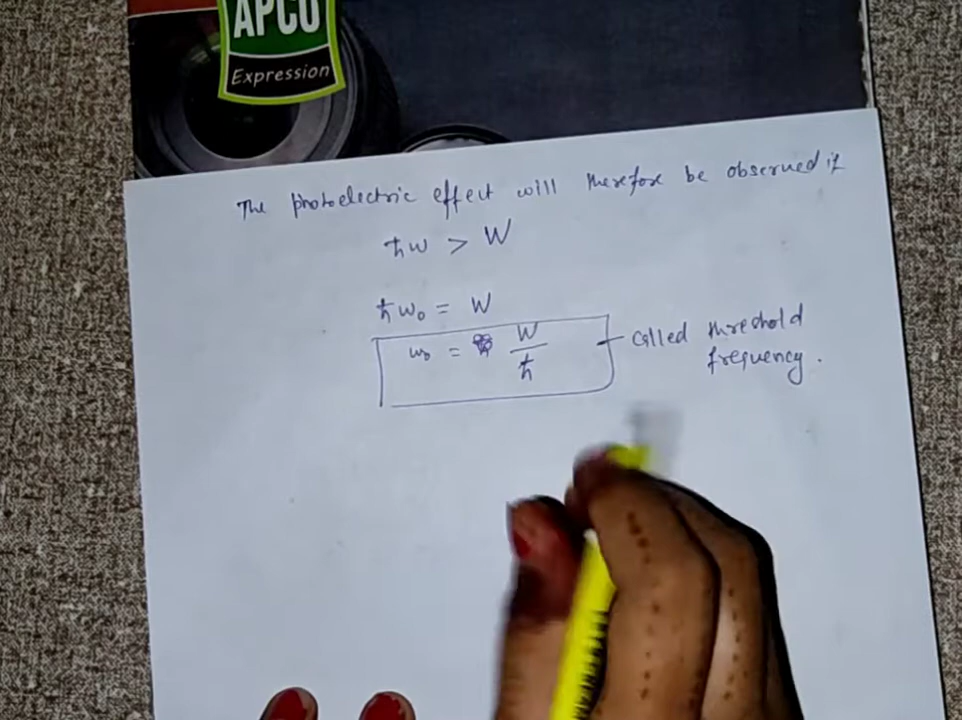 APCO
Expression
The photoelectric effect will therefore be observed if
ħω > W
ħω₀ = W
ω₀ = W/ħ called threshold
frequency.